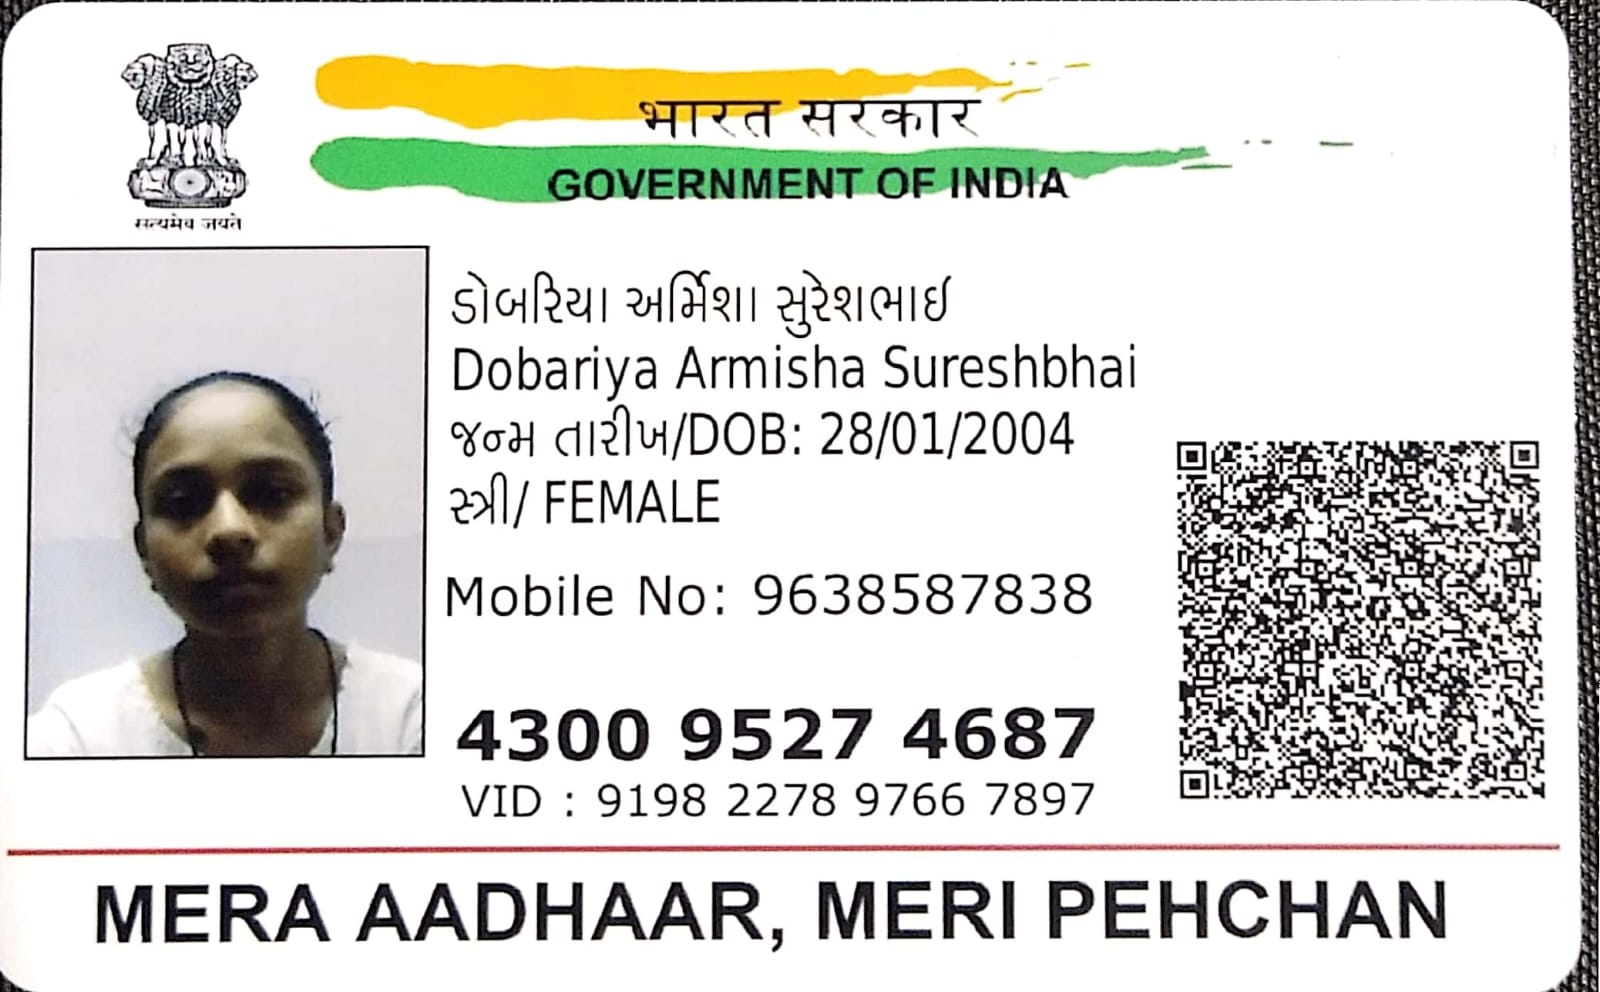 सत्यमेव जयते
भारत सरकार
GOVERNMENT OF INDIA
ડોબરિયા અર્મિશા સુરેશભાઈ
Dobariya Armisha Sureshbhai
જન્મ તારીખ/DOB: 28/01/2004
સ્ત્રી/ FEMALE
Mobile No: 9638587838
4300 9527 4687
VID : 9198 2278 9766 7897
MERA AADHAAR, MERI PEHCHAN